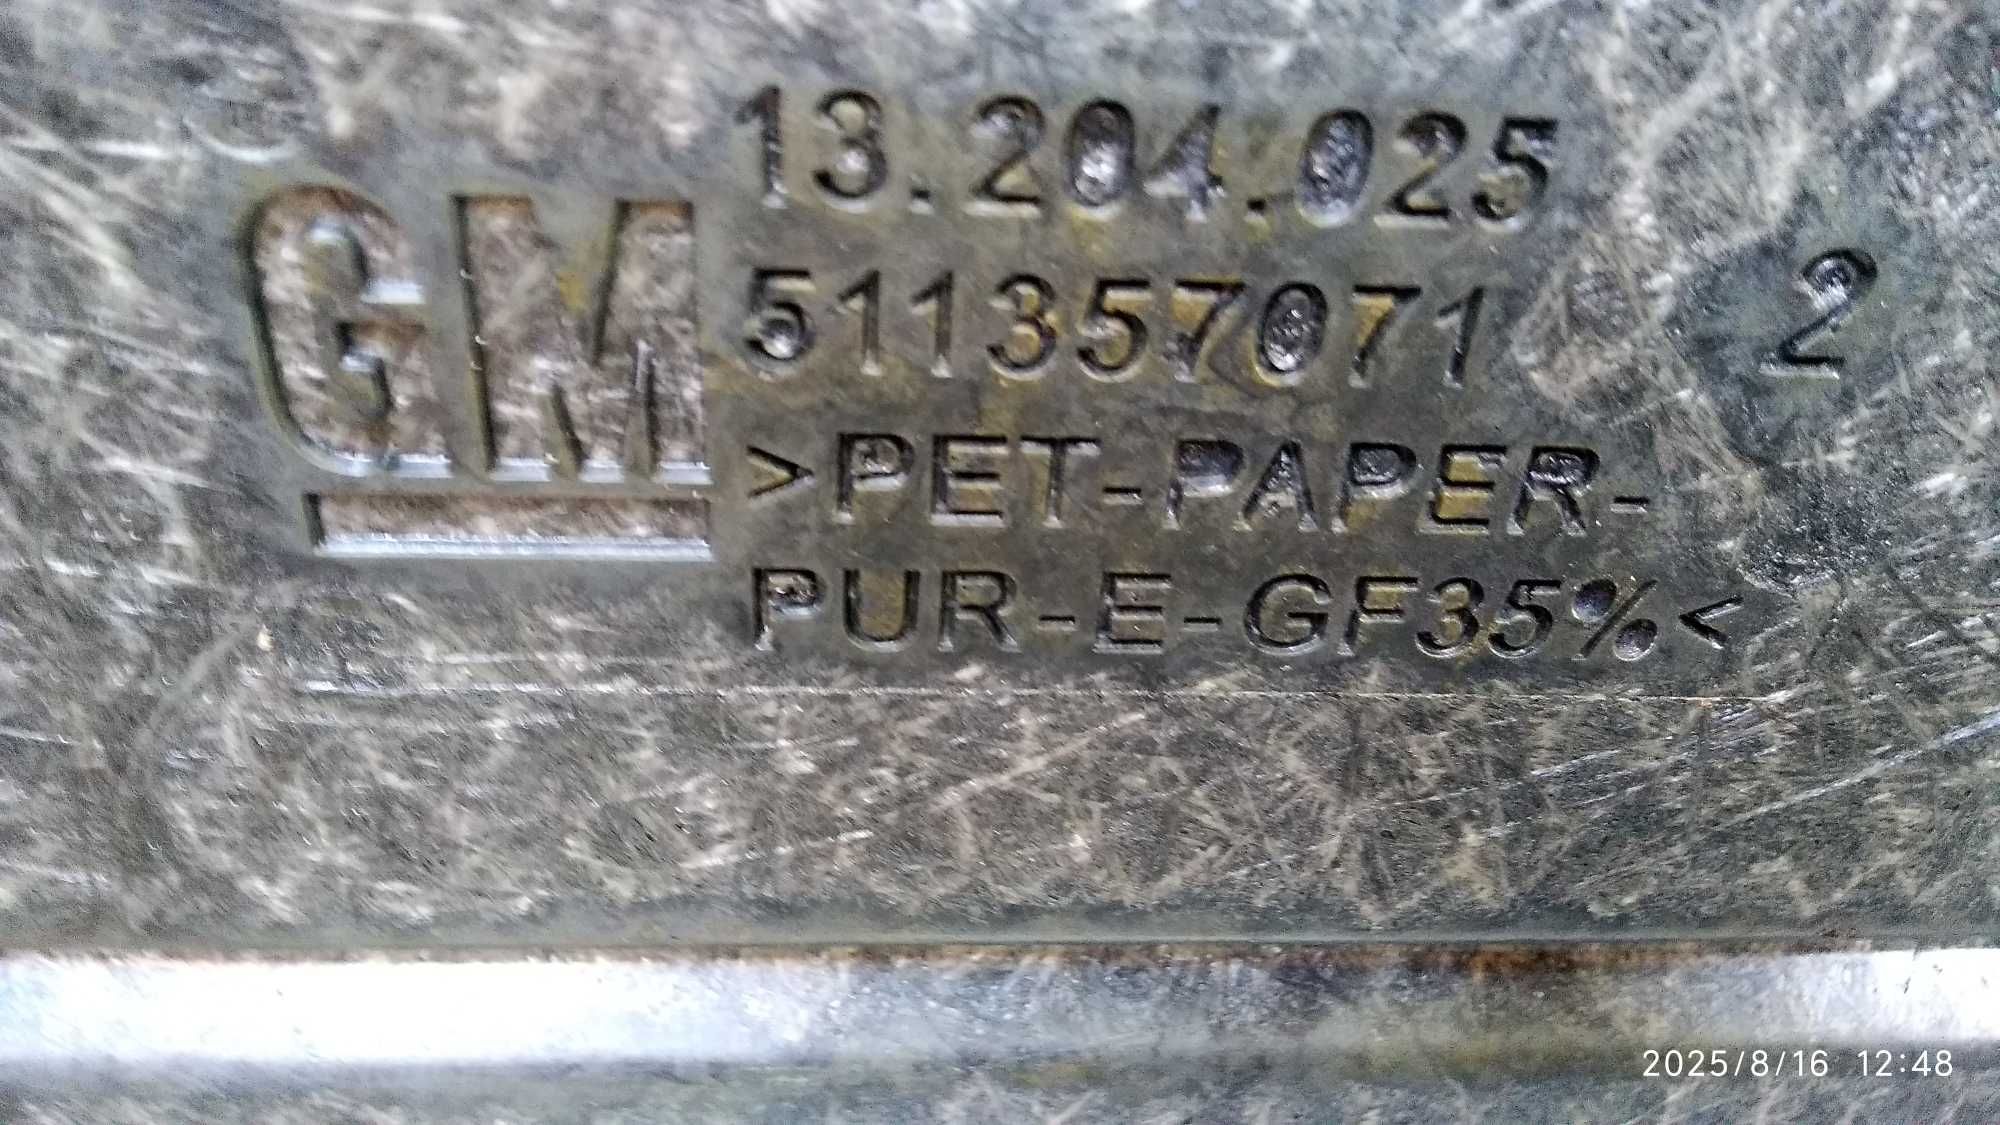 GM
13.204.025
511357071
2
>PET-PAPER-
PUR-E-GF35%<
2025/8/16 12:48